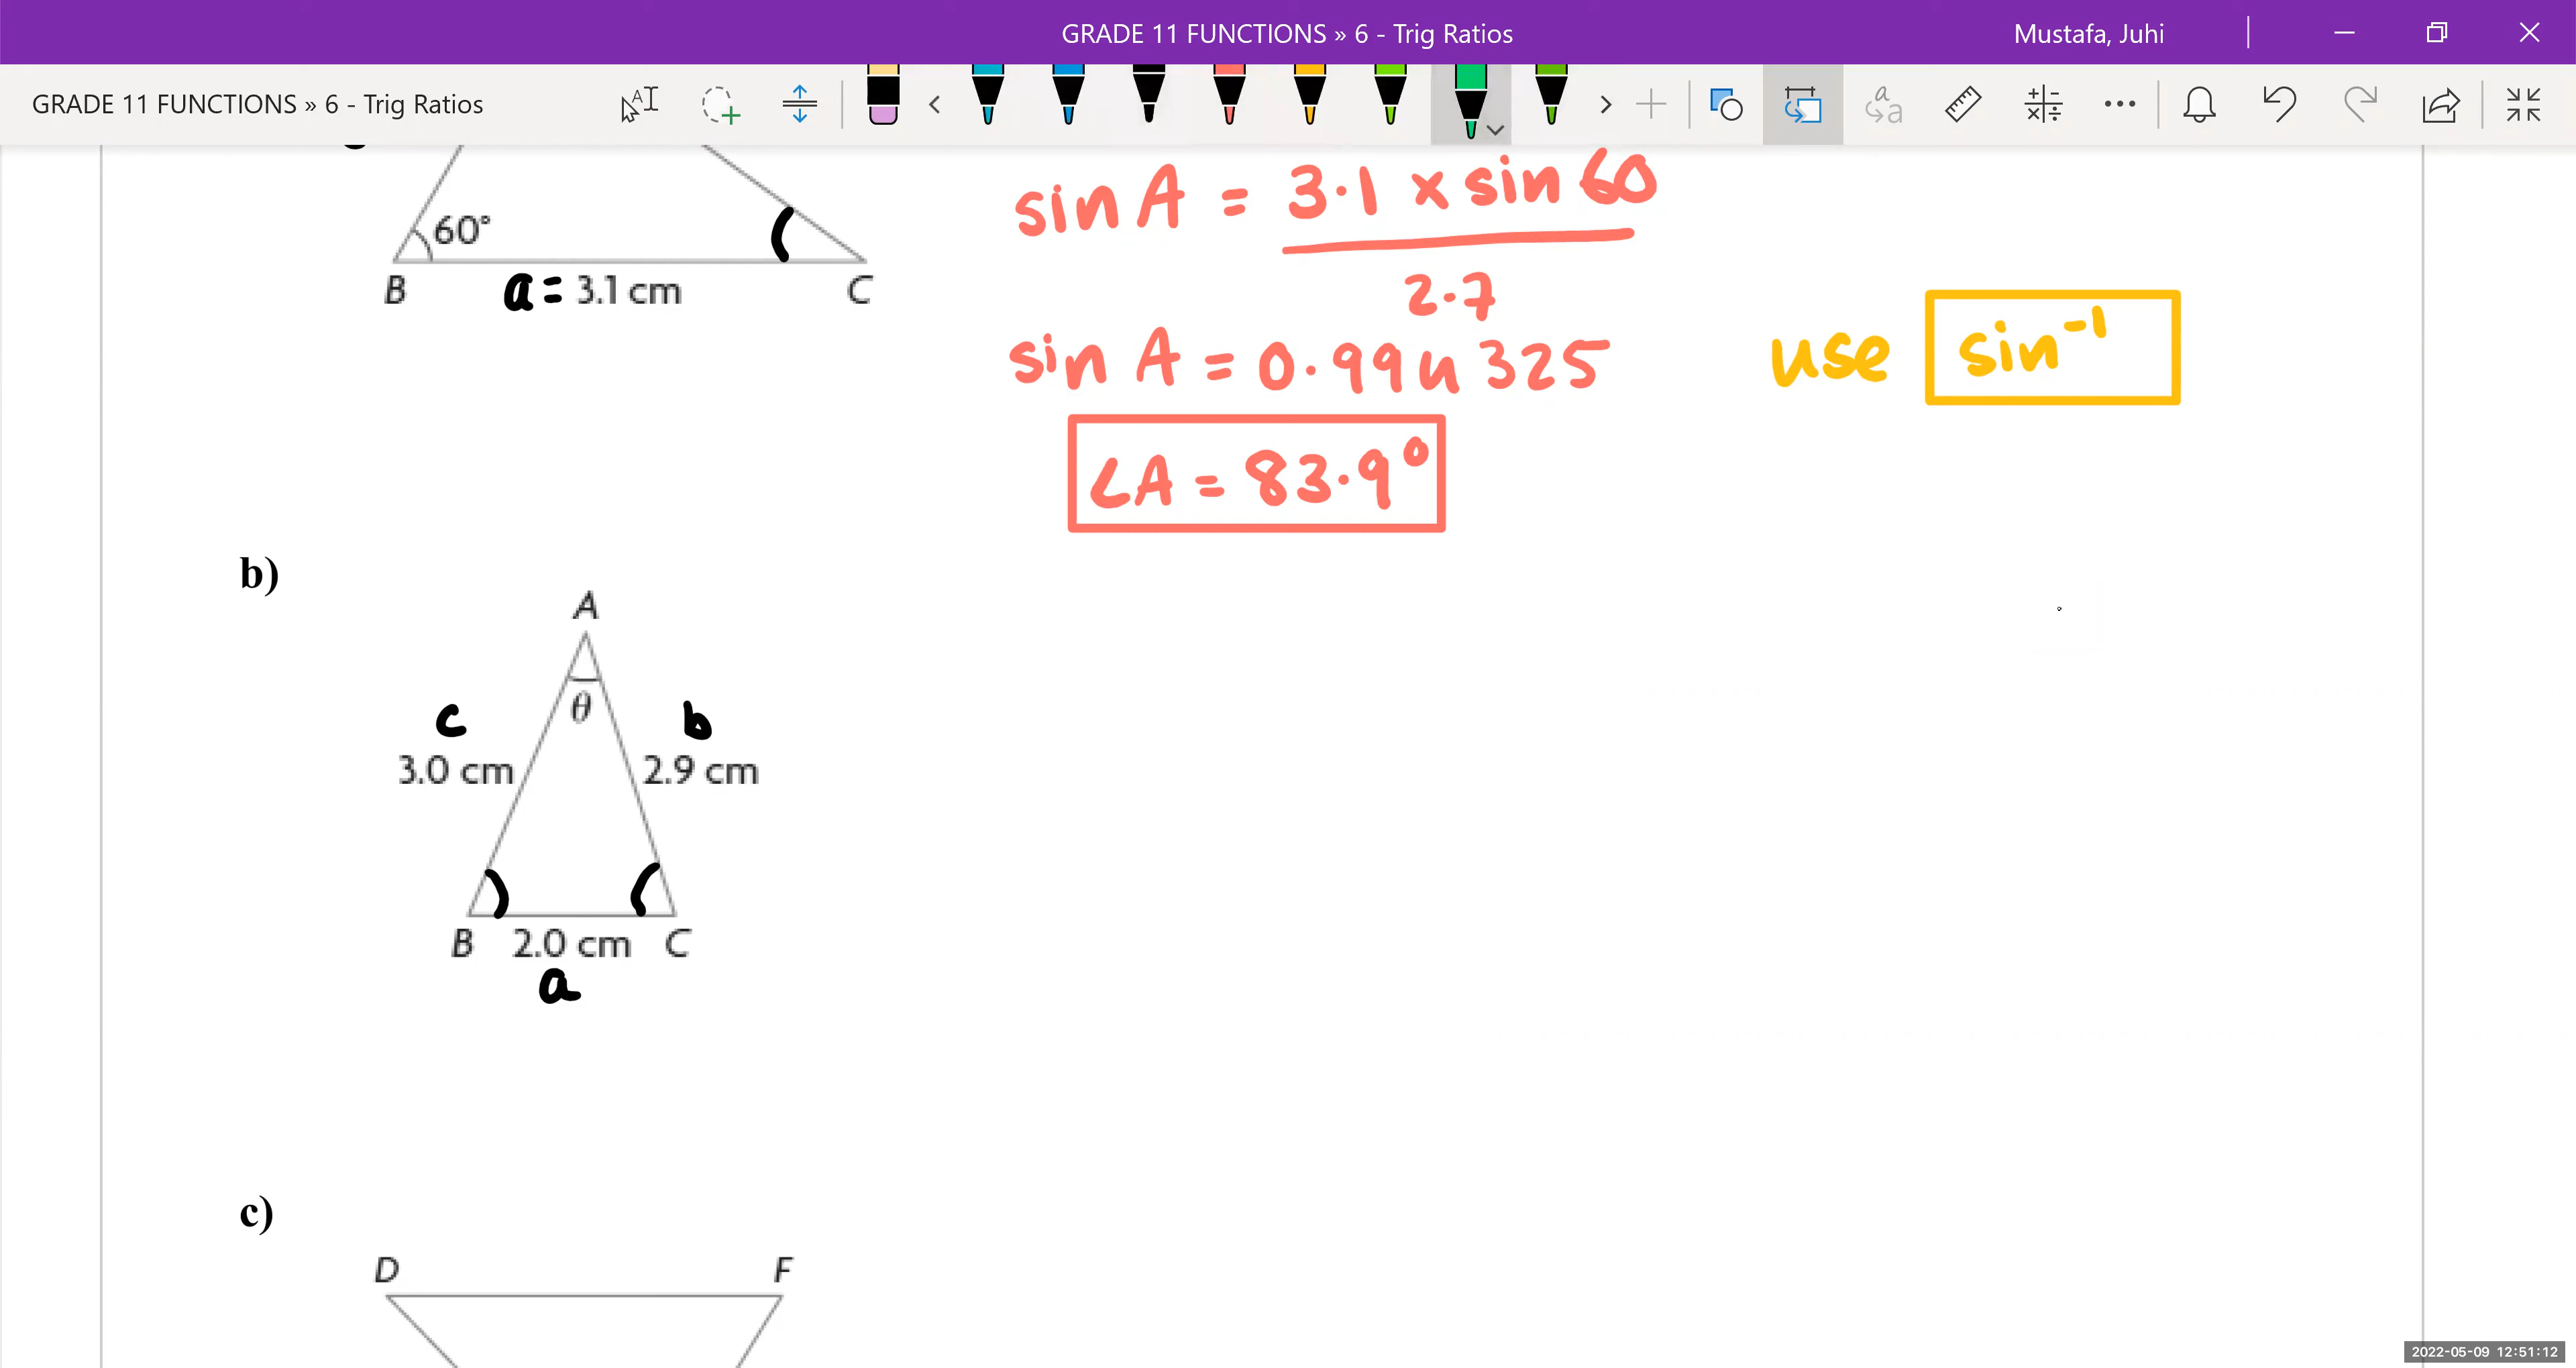 GRADE 11 FUNCTIONS » 6 - Trig Ratios
Mustafa, Juhi
GRADE 11 FUNCTIONS » 6 - Trig Ratios
60°
B
a = 3.1 cm
C
sin A = 3.1 x sin 60
2.7
sin A = 0.994325
use sin⁻¹
∠A = 83.9°
b)
A
θ
c
b
3.0 cm
2.9 cm
B 2.0 cm C
a
c)
D
F
2022-05-09 12:51:12